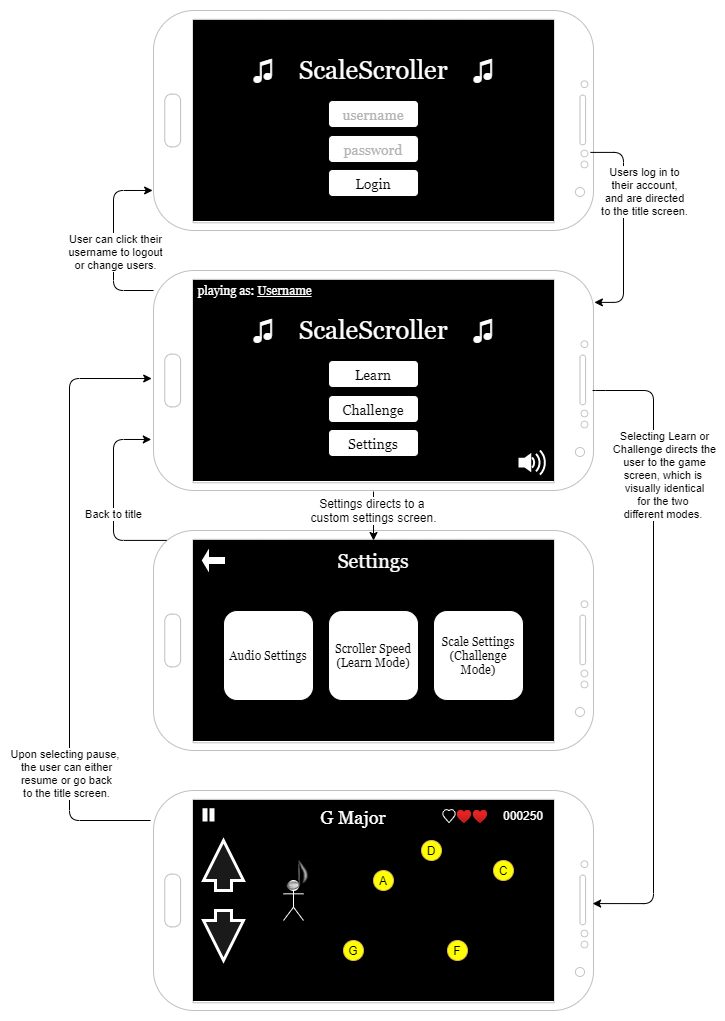 ScaleScroller
username
password
Login
Users log in to
their account,
and are directed
to the title screen.
User can click their
username to logout
or change users.
playing as: Username
ScaleScroller
Learn
Challenge
Settings
Selecting Learn or
Challenge directs the
user to the game
screen, which is
visually identical
for the two
different modes.
Back to title
Settings directs to a
custom settings screen.
Settings
Audio Settings
Scroller Speed
(Learn Mode)
Scale Settings
(Challenge
Mode)
Upon selecting pause,
the user can either
resume or go back
to the title screen.
G Major
000250
D
A
C
G
F